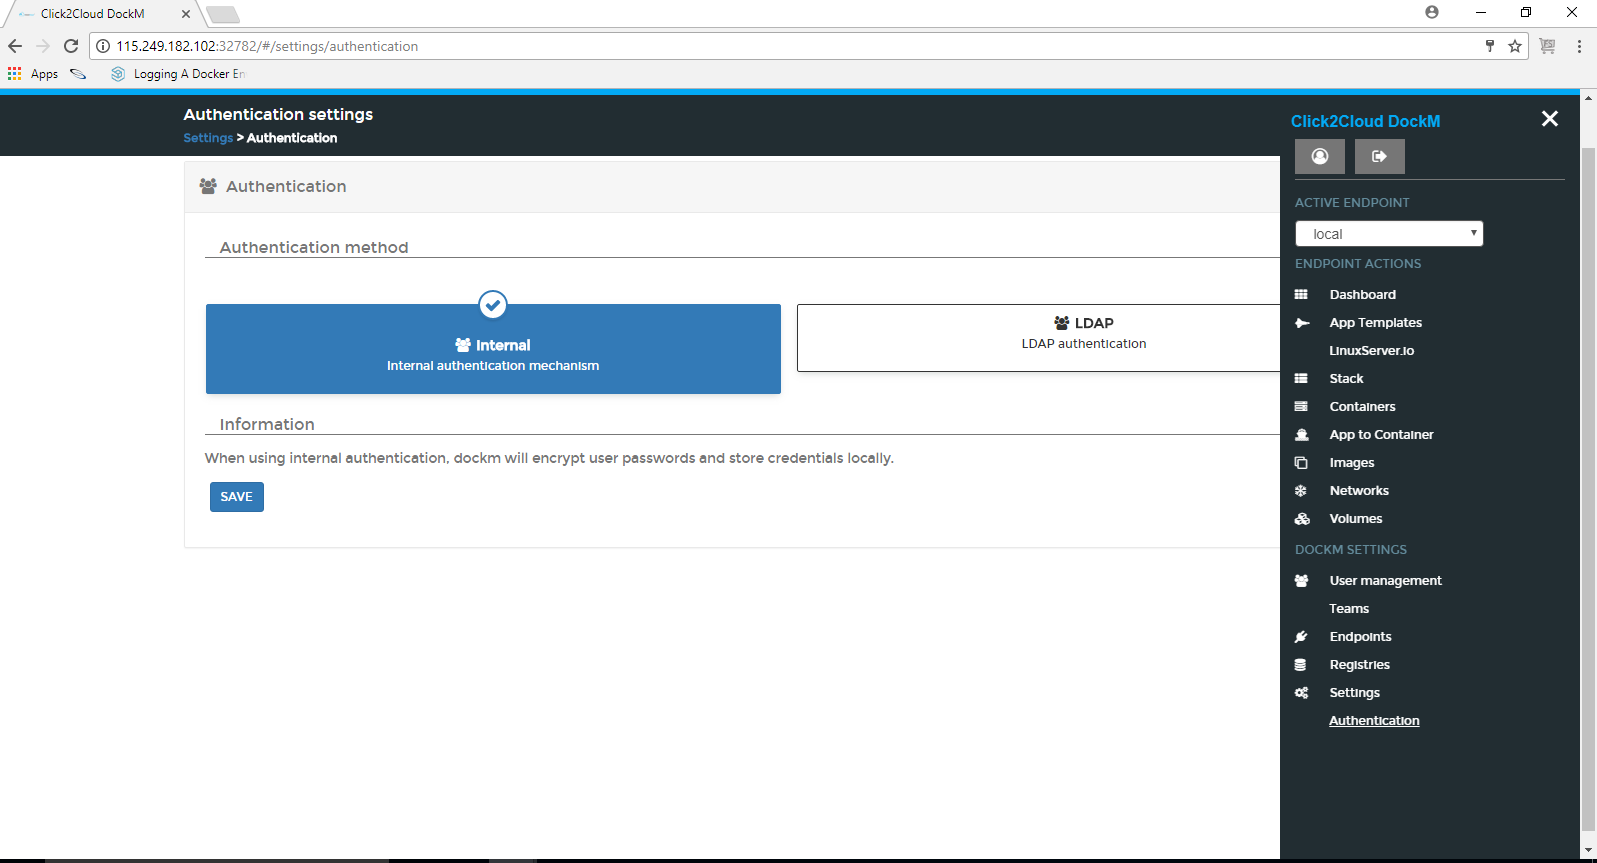 Click2Cloud DockM
115.249.182.102:32782/#/settings/authentication
Apps
Logging A Docker En
Authentication settings
Settings > Authentication
Authentication
Authentication method
Internal
Internal authentication mechanism
LDAP
LDAP authentication
Information
When using internal authentication, dockm will encrypt user passwords and store credentials locally.
SAVE
Click2Cloud DockM
ACTIVE ENDPOINT
local
ENDPOINT ACTIONS
Dashboard
App Templates
LinuxServer.io
Stack
Containers
App to Container
Images
Networks
Volumes
DOCKM SETTINGS
User management
Teams
Endpoints
Registries
Settings
Authentication